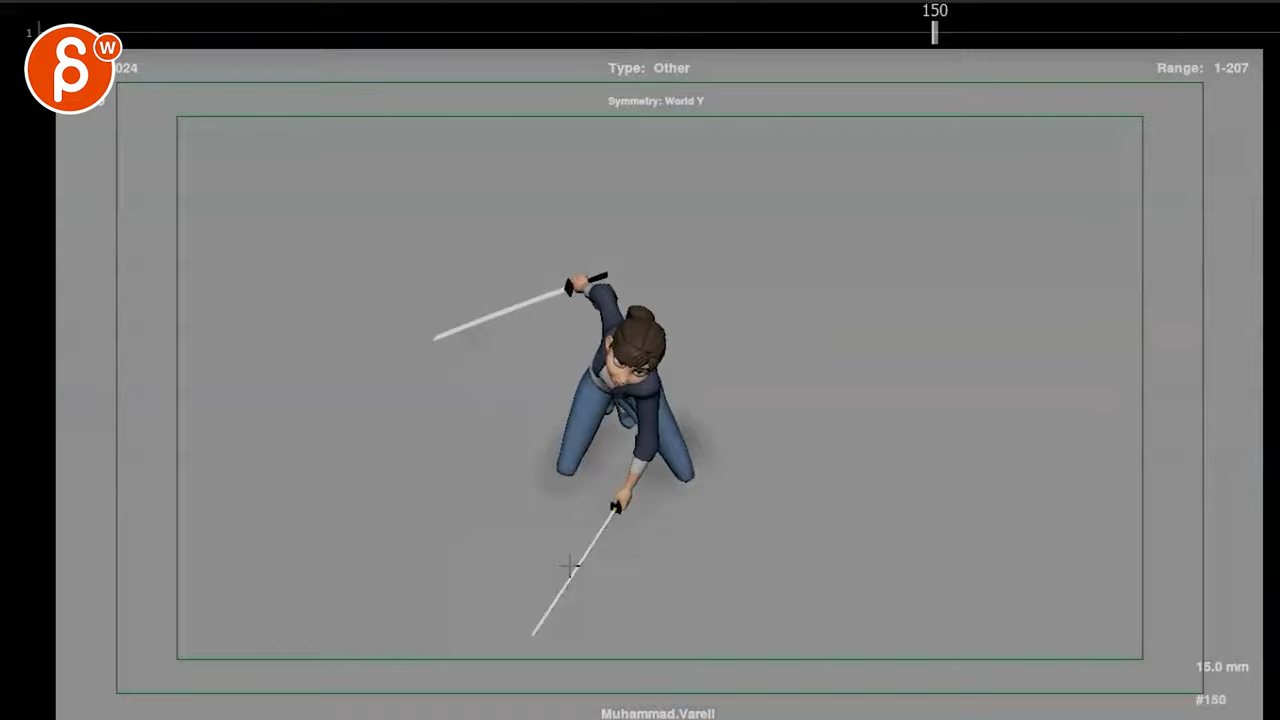 150
1
W
024
Type: Other
Range: 1-207
Symmetry: World Y
15.0 mm
#150
Muhammad.Varell